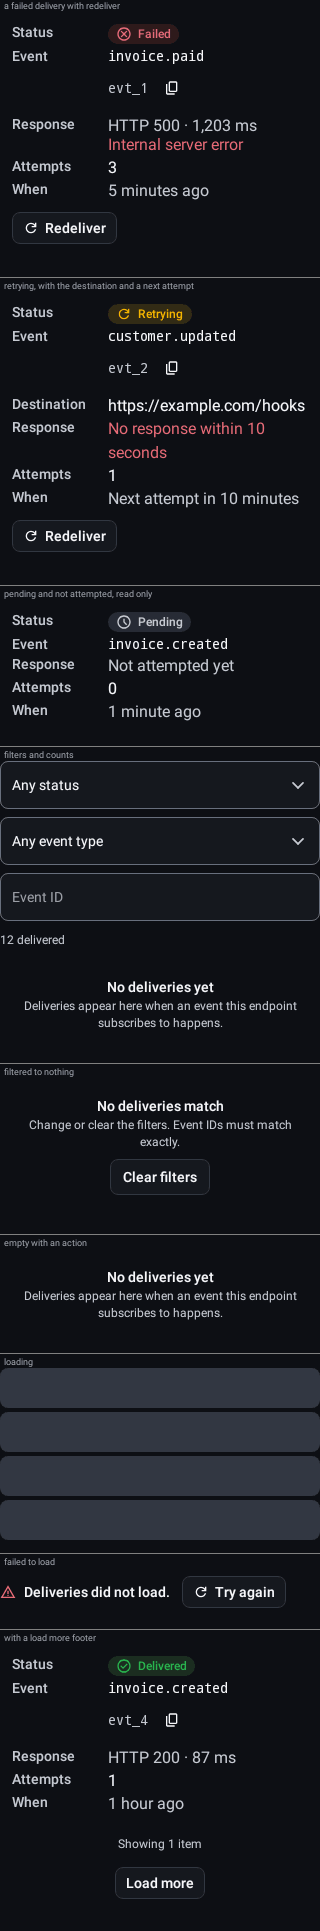 a failed delivery with redeliver
Status Failed
Event invoice.paid
evt_1
Response HTTP 500 · 1,203 ms
Internal server error
Attempts 3
When 5 minutes ago
Redeliver
retrying, with the destination and a next attempt
Status Retrying
Event customer.updated
evt_2
Destination https://example.com/hooks
Response No response within 10
seconds
Attempts 1
When Next attempt in 10 minutes
Redeliver
pending and not attempted, read only
Status Pending
Event invoice.created
Response Not attempted yet
Attempts 0
When 1 minute ago
filters and counts
Any status
Any event type
Event ID
12 delivered
No deliveries yet
Deliveries appear here when an event this endpoint
subscribes to happens.
filtered to nothing
No deliveries match
Change or clear the filters. Event IDs must match
exactly.
Clear filters
empty with an action
No deliveries yet
Deliveries appear here when an event this endpoint
subscribes to happens.
loading
failed to load
Deliveries did not load. Try again
with a load more footer
Status Delivered
Event invoice.created
evt_4
Response HTTP 200 · 87 ms
Attempts 1
When 1 hour ago
Showing 1 item
Load more